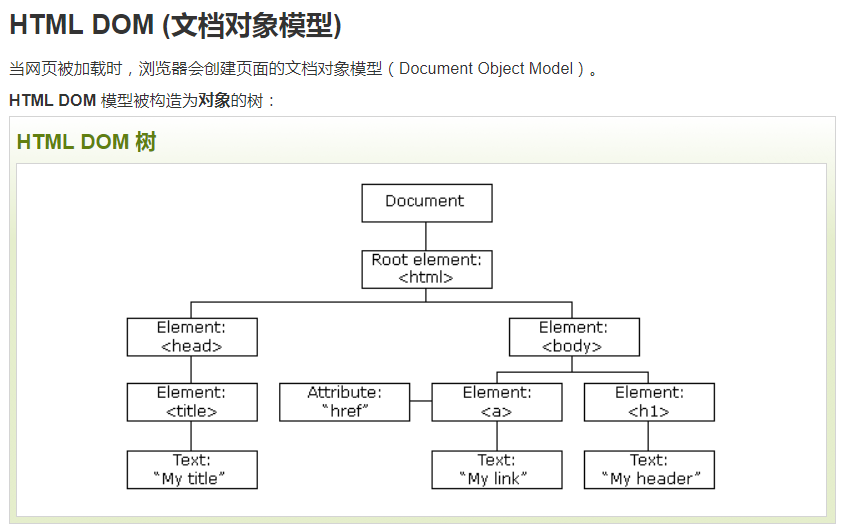 HTML DOM (文档对象模型)
当网页被加载时，浏览器会创建页面的文档对象模型（Document Object Model）。
HTML DOM 模型被构造为对象的树：
HTML DOM 树
Document
Root element:
<html>
Element:
<head>
Element:
<body>
Element:
<title>
Attribute:
“href”
Element:
<a>
Element:
<h1>
Text:
“My title”
Text:
“My link”
Text:
“My header”